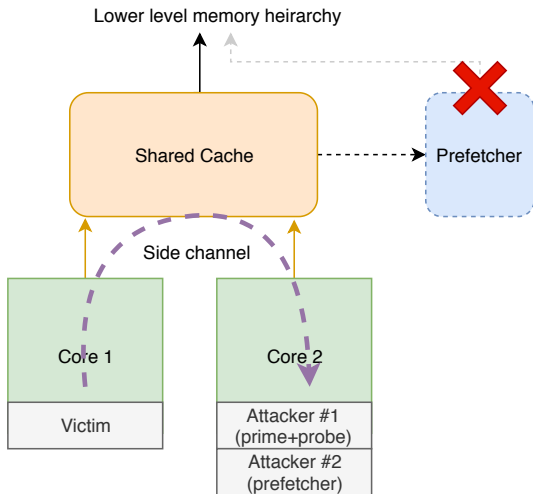 Lower level memory heirarchy
Shared Cache
Prefetcher
Side channel
Core 1
Core 2
Victim
Attacker #1
(prime+probe)
Attacker #2
(prefetcher)